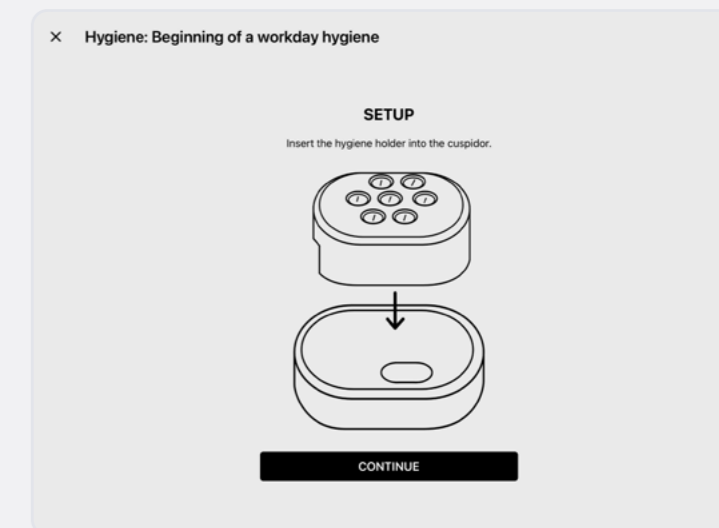 Hygiene: Beginning of a workday hygiene
SETUP
Insert the hygiene holder into the cuspidor.
CONTINUE